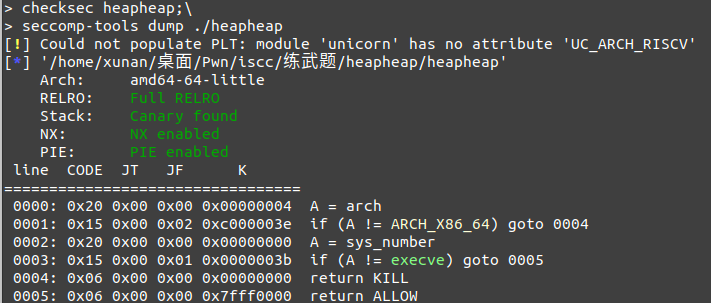 > checksec heapheap;\
> seccomp-tools dump ./heapheap
[!] Could not populate PLT: module 'unicorn' has no attribute 'UC_ARCH_RISCV'
[*] '/home/xunan/桌面/Pwn/iscc/练武题/heapheap/heapheap'
    Arch:     amd64-64-little
    RELRO:    Full RELRO
    Stack:    Canary found
    NX:       NX enabled
    PIE:      PIE enabled
 line  CODE  JT   JF      K
=================================
 0000: 0x20 0x00 0x00 0x00000004  A = arch
 0001: 0x15 0x00 0x02 0xc000003e  if (A != ARCH_X86_64) goto 0004
 0002: 0x20 0x00 0x00 0x00000000  A = sys_number
 0003: 0x15 0x00 0x01 0x0000003b  if (A != execve) goto 0005
 0004: 0x06 0x00 0x00 0x00000000  return KILL
 0005: 0x06 0x00 0x00 0x7fff0000  return ALLOW